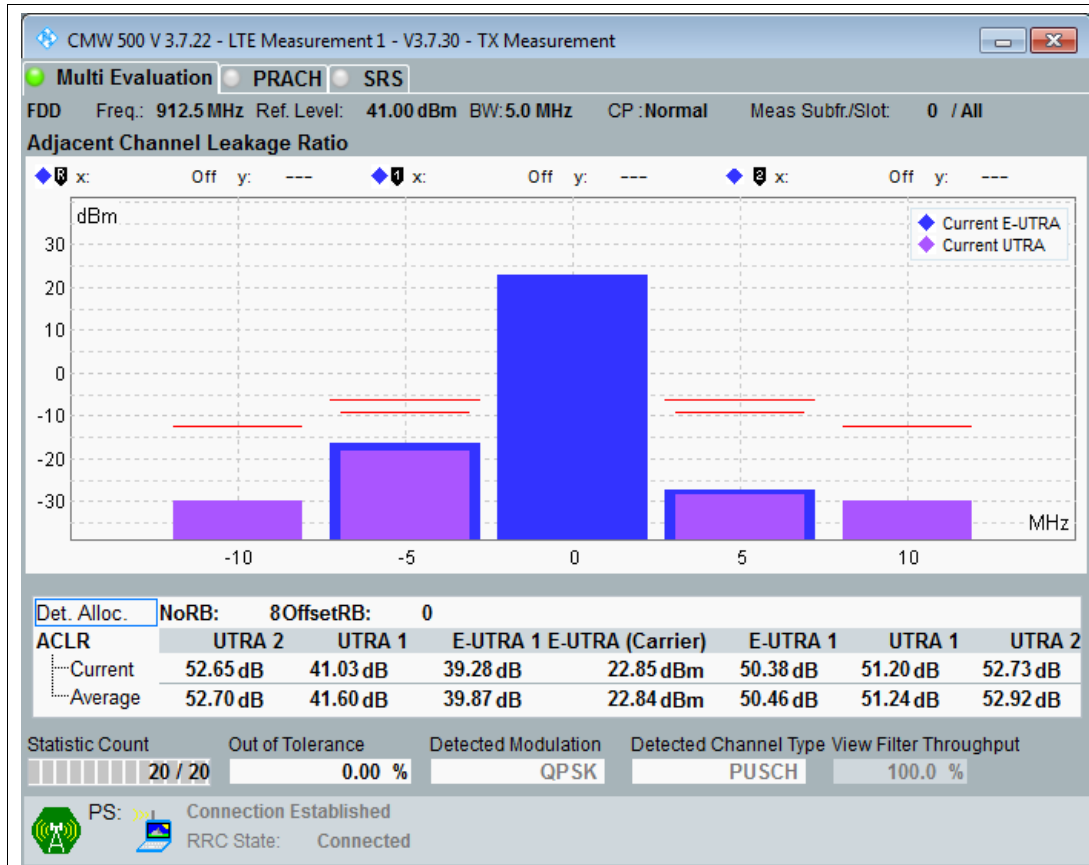 CMW 500 V 3.7.22 - LTE Measurement 1 - V3.7.30 - TX Measurement
Multi Evaluation PRACH SRS
FDD Freq.: 912.5 MHz Ref. Level: 41.00 dBm BW: 5.0 MHz CP : Normal Meas Subfr./Slot: 0 / All
Adjacent Channel Leakage Ratio
R x: Off y: --- 1 x: Off y: --- 2 x: Off y: ---
dBm
Current E-UTRA
Current UTRA
30
20
10
0
-10
-20
-30
MHz
-10 -5 0 5 10
Det. Alloc. NoRB: 8 OffsetRB: 0
ACLR UTRA 2 UTRA 1 E-UTRA 1 E-UTRA (Carrier) E-UTRA 1 UTRA 1 UTRA 2
Current 52.65 dB 41.03 dB 39.28 dB 22.85 dBm 50.38 dB 51.20 dB 52.73 dB
Average 52.70 dB 41.60 dB 39.87 dB 22.84 dBm 50.46 dB 51.24 dB 52.92 dB
Statistic Count Out of Tolerance Detected Modulation Detected Channel Type View Filter Throughput
20 / 20 0.00 % QPSK PUSCH 100.0 %
PS: Connection Established
RRC State: Connected